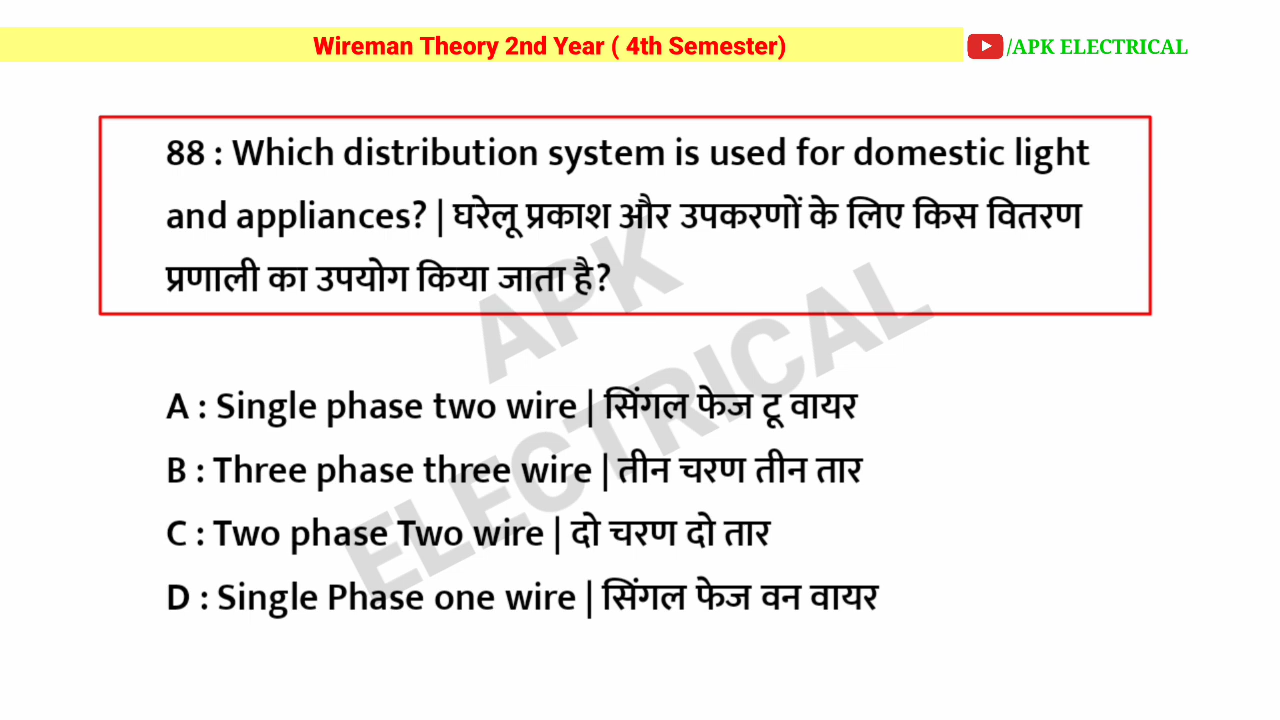 Wireman Theory 2nd Year ( 4th Semester)
/APK ELECTRICAL
88 : Which distribution system is used for domestic light
and appliances? | घरेलू प्रकाश और उपकरणों के लिए किस वितरण
प्रणाली का उपयोग किया जाता है?
APK
ELECTRICAL
A : Single phase two wire | सिंगल फेज टू वायर
B : Three phase three wire | तीन चरण तीन तार
C : Two phase Two wire | दो चरण दो तार
D : Single Phase one wire | सिंगल फेज वन वायर